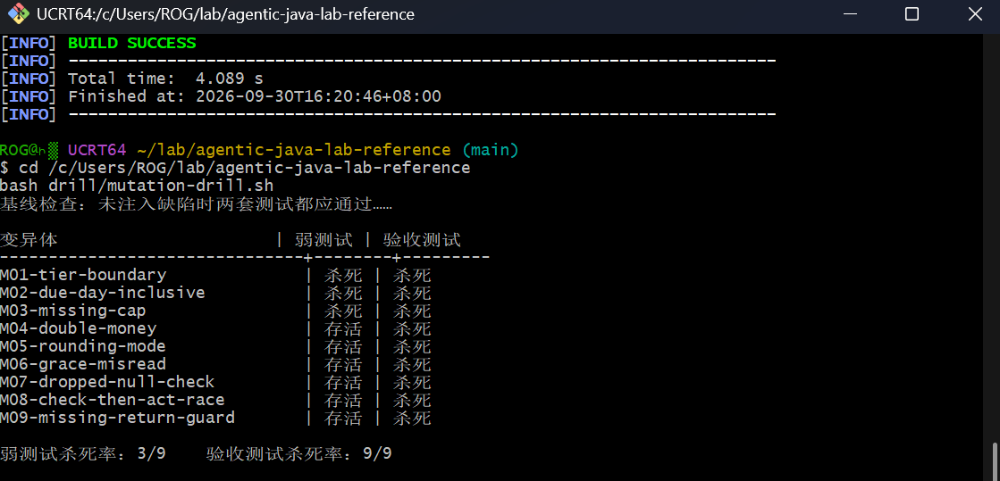 UCRT64:/c/Users/ROG/lab/agentic-java-lab-reference
[INFO] BUILD SUCCESS
[INFO] ------------------------------------------------------------------------
[INFO] Total time:  4.089 s
[INFO] Finished at: 2026-09-30T16:20:46+08:00
[INFO] ------------------------------------------------------------------------
ROG@ UCRT64 ~/lab/agentic-java-lab-reference (main)
$ cd /c/Users/ROG/lab/agentic-java-lab-reference
bash drill/mutation-drill.sh
基线检查：未注入缺陷时两套测试都应通过……
变异体 | 弱测试 | 验收测试
-------------------------------+--------+---------
M01-tier-boundary | 杀死 | 杀死
M02-due-day-inclusive | 杀死 | 杀死
M03-missing-cap | 杀死 | 杀死
M04-double-money | 存活 | 杀死
M05-rounding-mode | 存活 | 杀死
M06-grace-misread | 存活 | 杀死
M07-dropped-null-check | 存活 | 杀死
M08-check-then-act-race | 存活 | 杀死
M09-missing-return-guard | 存活 | 杀死
弱测试杀死率：3/9    验收测试杀死率：9/9